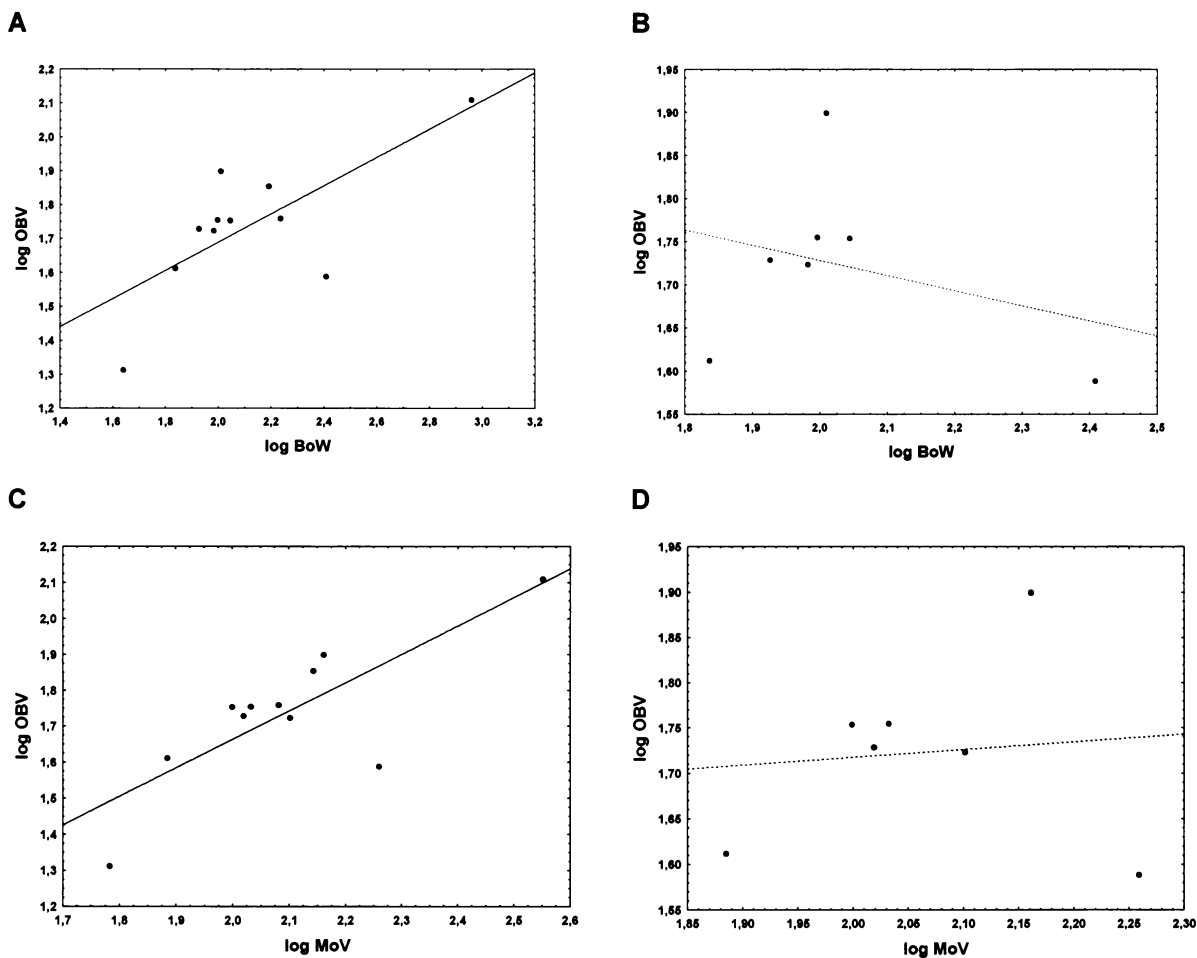 A
2,2
2,1
2,0
1,9
1,8
1,7
1,6
1,5
1,4
1,3
1,2
log OBV
1,4 1,6 1,8 2,0 2,2 2,4 2,6 2,8 3,0 3,2
log BoW
B
1,95
1,90
1,85
1,80
1,75
1,70
1,65
1,60
1,55
log OBV
1,8 1,9 2,0 2,1 2,2 2,3 2,4 2,5
log BoW
C
2,2
2,1
2,0
1,9
1,8
1,7
1,6
1,5
1,4
1,3
1,2
log OBV
1,7 1,8 1,9 2,0 2,1 2,2 2,3 2,4 2,5 2,6
log MoV
D
1,95
1,90
1,85
1,80
1,75
1,70
1,65
1,60
1,55
log OBV
1,85 1,90 1,95 2,00 2,05 2,10 2,15 2,20 2,25 2,30
log MoV